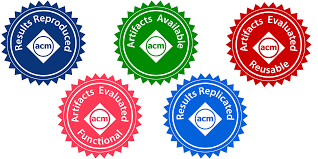 Results Reproduced
acm
Artifacts Available
acm
Artifacts Evaluated
acm
Reusable
Artifacts Evaluated
acm
Functional
Results Replicated
acm